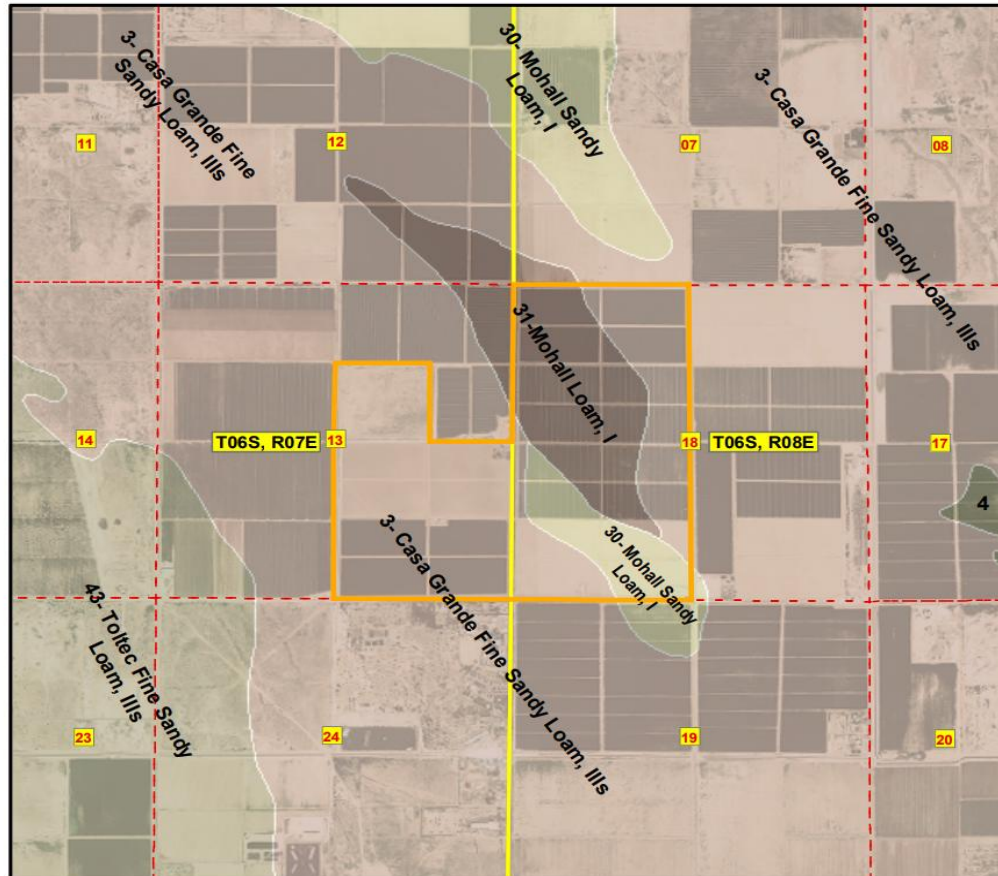 3- Casa Grande Fine
Sandy Loam, IIIs
30- Mohall Sandy
Loam, I
3- Casa Grande Fine Sandy Loam, IIIs
11
12
07
08
31-Mohall Loam, I
14
T06S, R07E
13
18
T06S, R08E
17
4
3- Casa Grande Fine Sandy Loam, IIIs
30- Mohall Sandy
Loam, I
43- Toltec Fine Sandy
Loam, IIIs
23
24
19
20